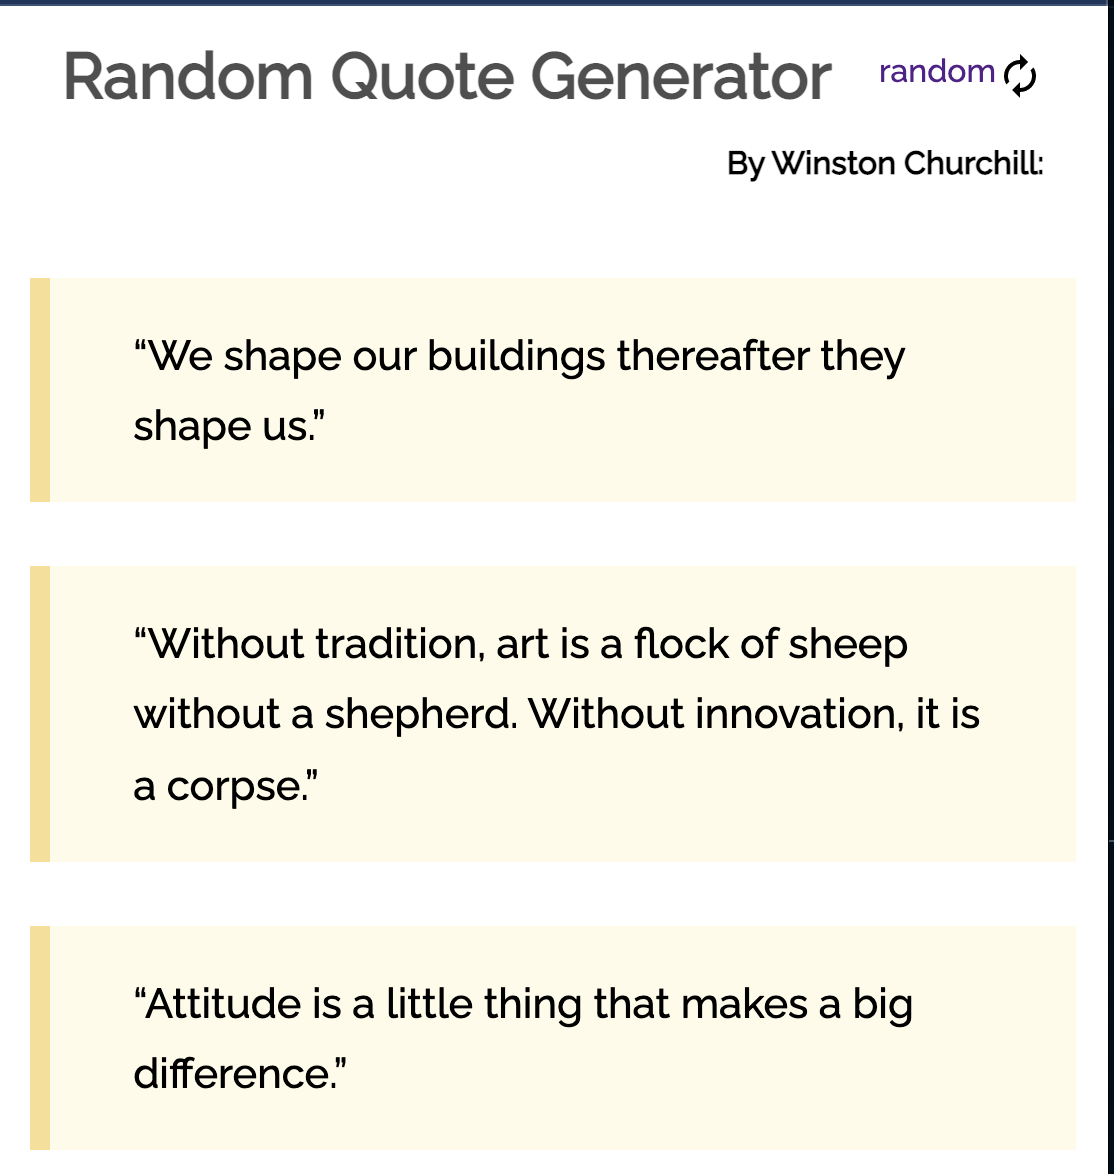 Random Quote Generator random
By Winston Churchill:
“We shape our buildings thereafter they
shape us.”
“Without tradition, art is a flock of sheep
without a shepherd. Without innovation, it is
a corpse.”
“Attitude is a little thing that makes a big
difference.”